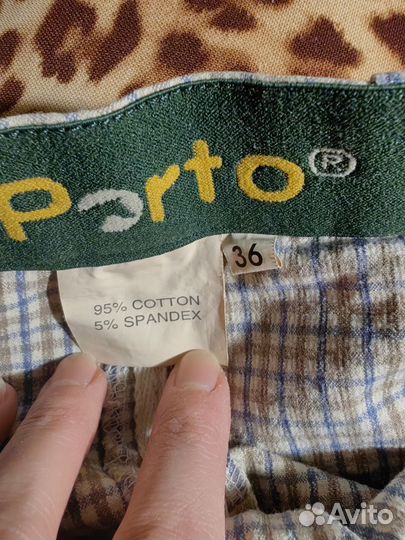 Porto®
36
95% COTTON
5% SPANDEX
Avito